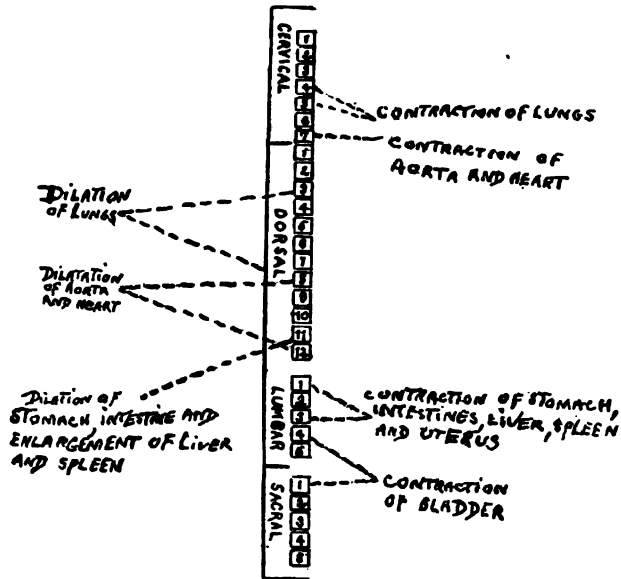 CERVICAL
1
2
3
4
5
6
7
CONTRACTION OF LUNGS
CONTRACTION OF
AORTA AND HEART
DORSAL
1
2
3
4
5
6
7
8
9
10
11
12
DILATION
OF LUNGS
DILATATION
OF AORTA
AND HEART
DILATION OF
STOMACH, INTESTINE AND
ENLARGEMENT OF LIVER
AND SPLEEN
LUMBAR
1
2
3
4
5
CONTRACTION OF STOMACH,
INTESTINES, LIVER, SPLEEN
AND UTERUS
SACRAL
1
2
3
4
5
CONTRACTION
OF BLADDER